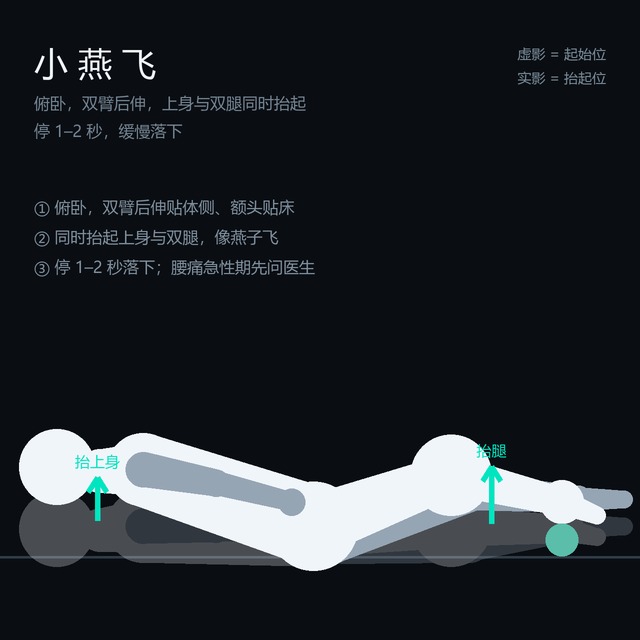 小燕飞
虚影 = 起始位
实影 = 抬起位
俯卧，双臂后伸，上身与双腿同时抬起
停 1–2 秒，缓慢落下
① 俯卧，双臂后伸贴体侧、额头贴床
② 同时抬起上身与双腿，像燕子飞
③ 停 1–2 秒落下；腰痛急性期先问医生
抬上身
抬腿